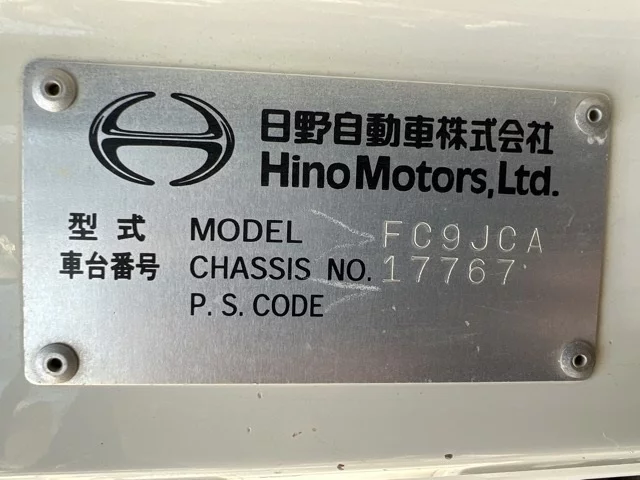 日野自動車株式会社
Hino Motors, Ltd.
型式 MODEL FC9JCA
車台番号 CHASSIS NO. 17767
P. S. CODE